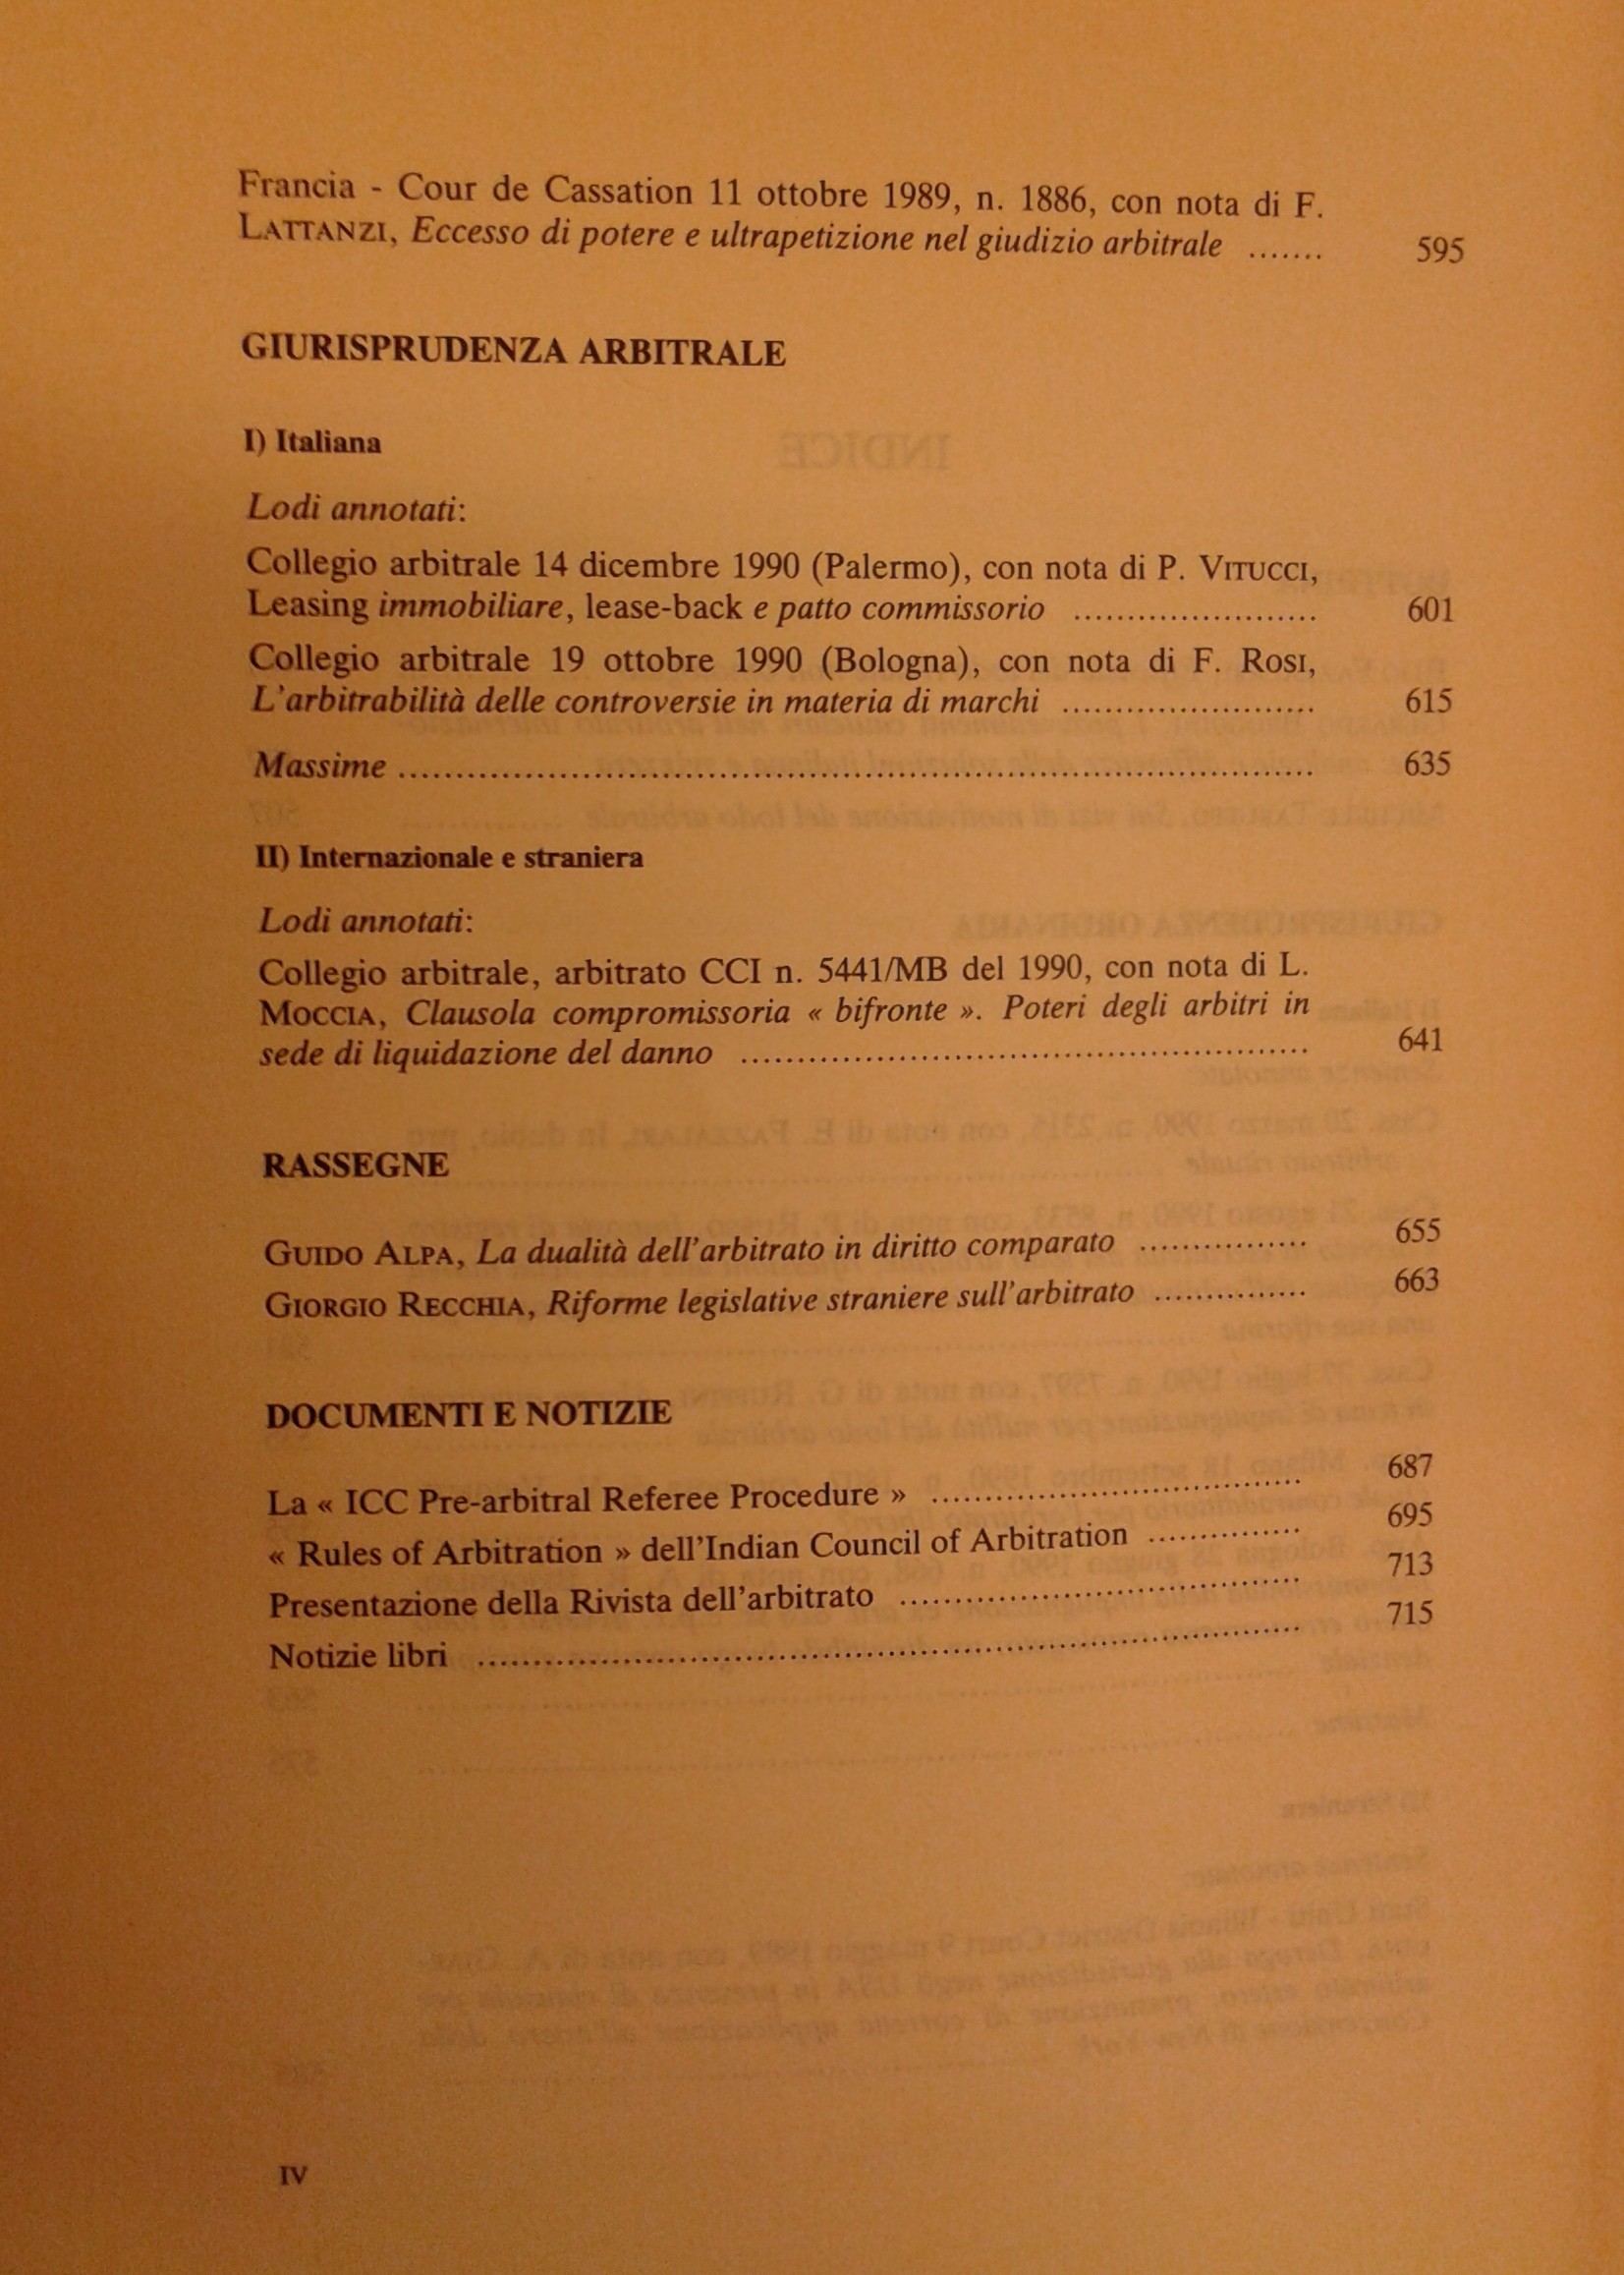 Francia - Cour de Cassation 11 ottobre 1989, n. 1886, con nota di F.
LATTANZI, Eccesso di potere e ultrapetizione nel giudizio arbitrale ....... 595
GIURISPRUDENZA ARBITRALE
I) Italiana
Lodi annotati:
Collegio arbitrale 14 dicembre 1990 (Palermo), con nota di P. VITUCCI,
Leasing immobiliare, lease-back e patto commissorio ....................... 601
Collegio arbitrale 19 ottobre 1990 (Bologna), con nota di F. ROSI,
L'arbitrabilità delle controversie in materia di marchi ........................ 615
Massime ........................................................................................ 635
II) Internazionale e straniera
Lodi annotati:
Collegio arbitrale, arbitrato CCI n. 5441/MB del 1990, con nota di L.
MOCCIA, Clausola compromissoria « bifronte ». Poteri degli arbitri in
sede di liquidazione del danno ...................................................... 641
RASSEGNE
GUIDO ALPA, La dualità dell'arbitrato in diritto comparato ................ 655
GIORGIO RECCHIA, Riforme legislative straniere sull'arbitrato ............... 663
DOCUMENTI E NOTIZIE
La « ICC Pre-arbitral Referee Procedure » .................................... 687
« Rules of Arbitration » dell'Indian Council of Arbitration ............... 695
Presentazione della Rivista dell'arbitrato ....................................... 713
Notizie libri ................................................................................ 715
IV